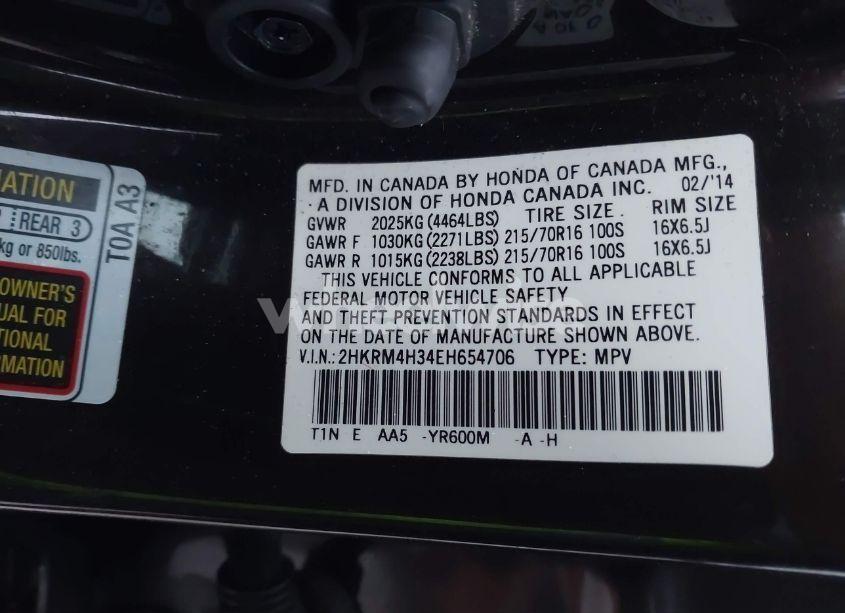 MFD. IN CANADA BY HONDA OF CANADA MFG.,
A DIVISION OF HONDA CANADA INC. 02/'14
GVWR 2025KG (4464LBS) TIRE SIZE RIM SIZE
GAWR F 1030KG (2271LBS) 215/70R16 100S 16X6.5J
GAWR R 1015KG (2238LBS) 215/70R16 100S 16X6.5J
THIS VEHICLE CONFORMS TO ALL APPLICABLE
FEDERAL MOTOR VEHICLE SAFETY
AND THEFT PREVENTION STANDARDS IN EFFECT
ON THE DATE OF MANUFACTURE SHOWN ABOVE.
V.I.N.: 2HKRM4H34EH654706 TYPE: MPV
T1N E AA5 -YR600M -A -H
REAR 3
kg or 850lbs.
OWNER'S
FOR
T0A A3